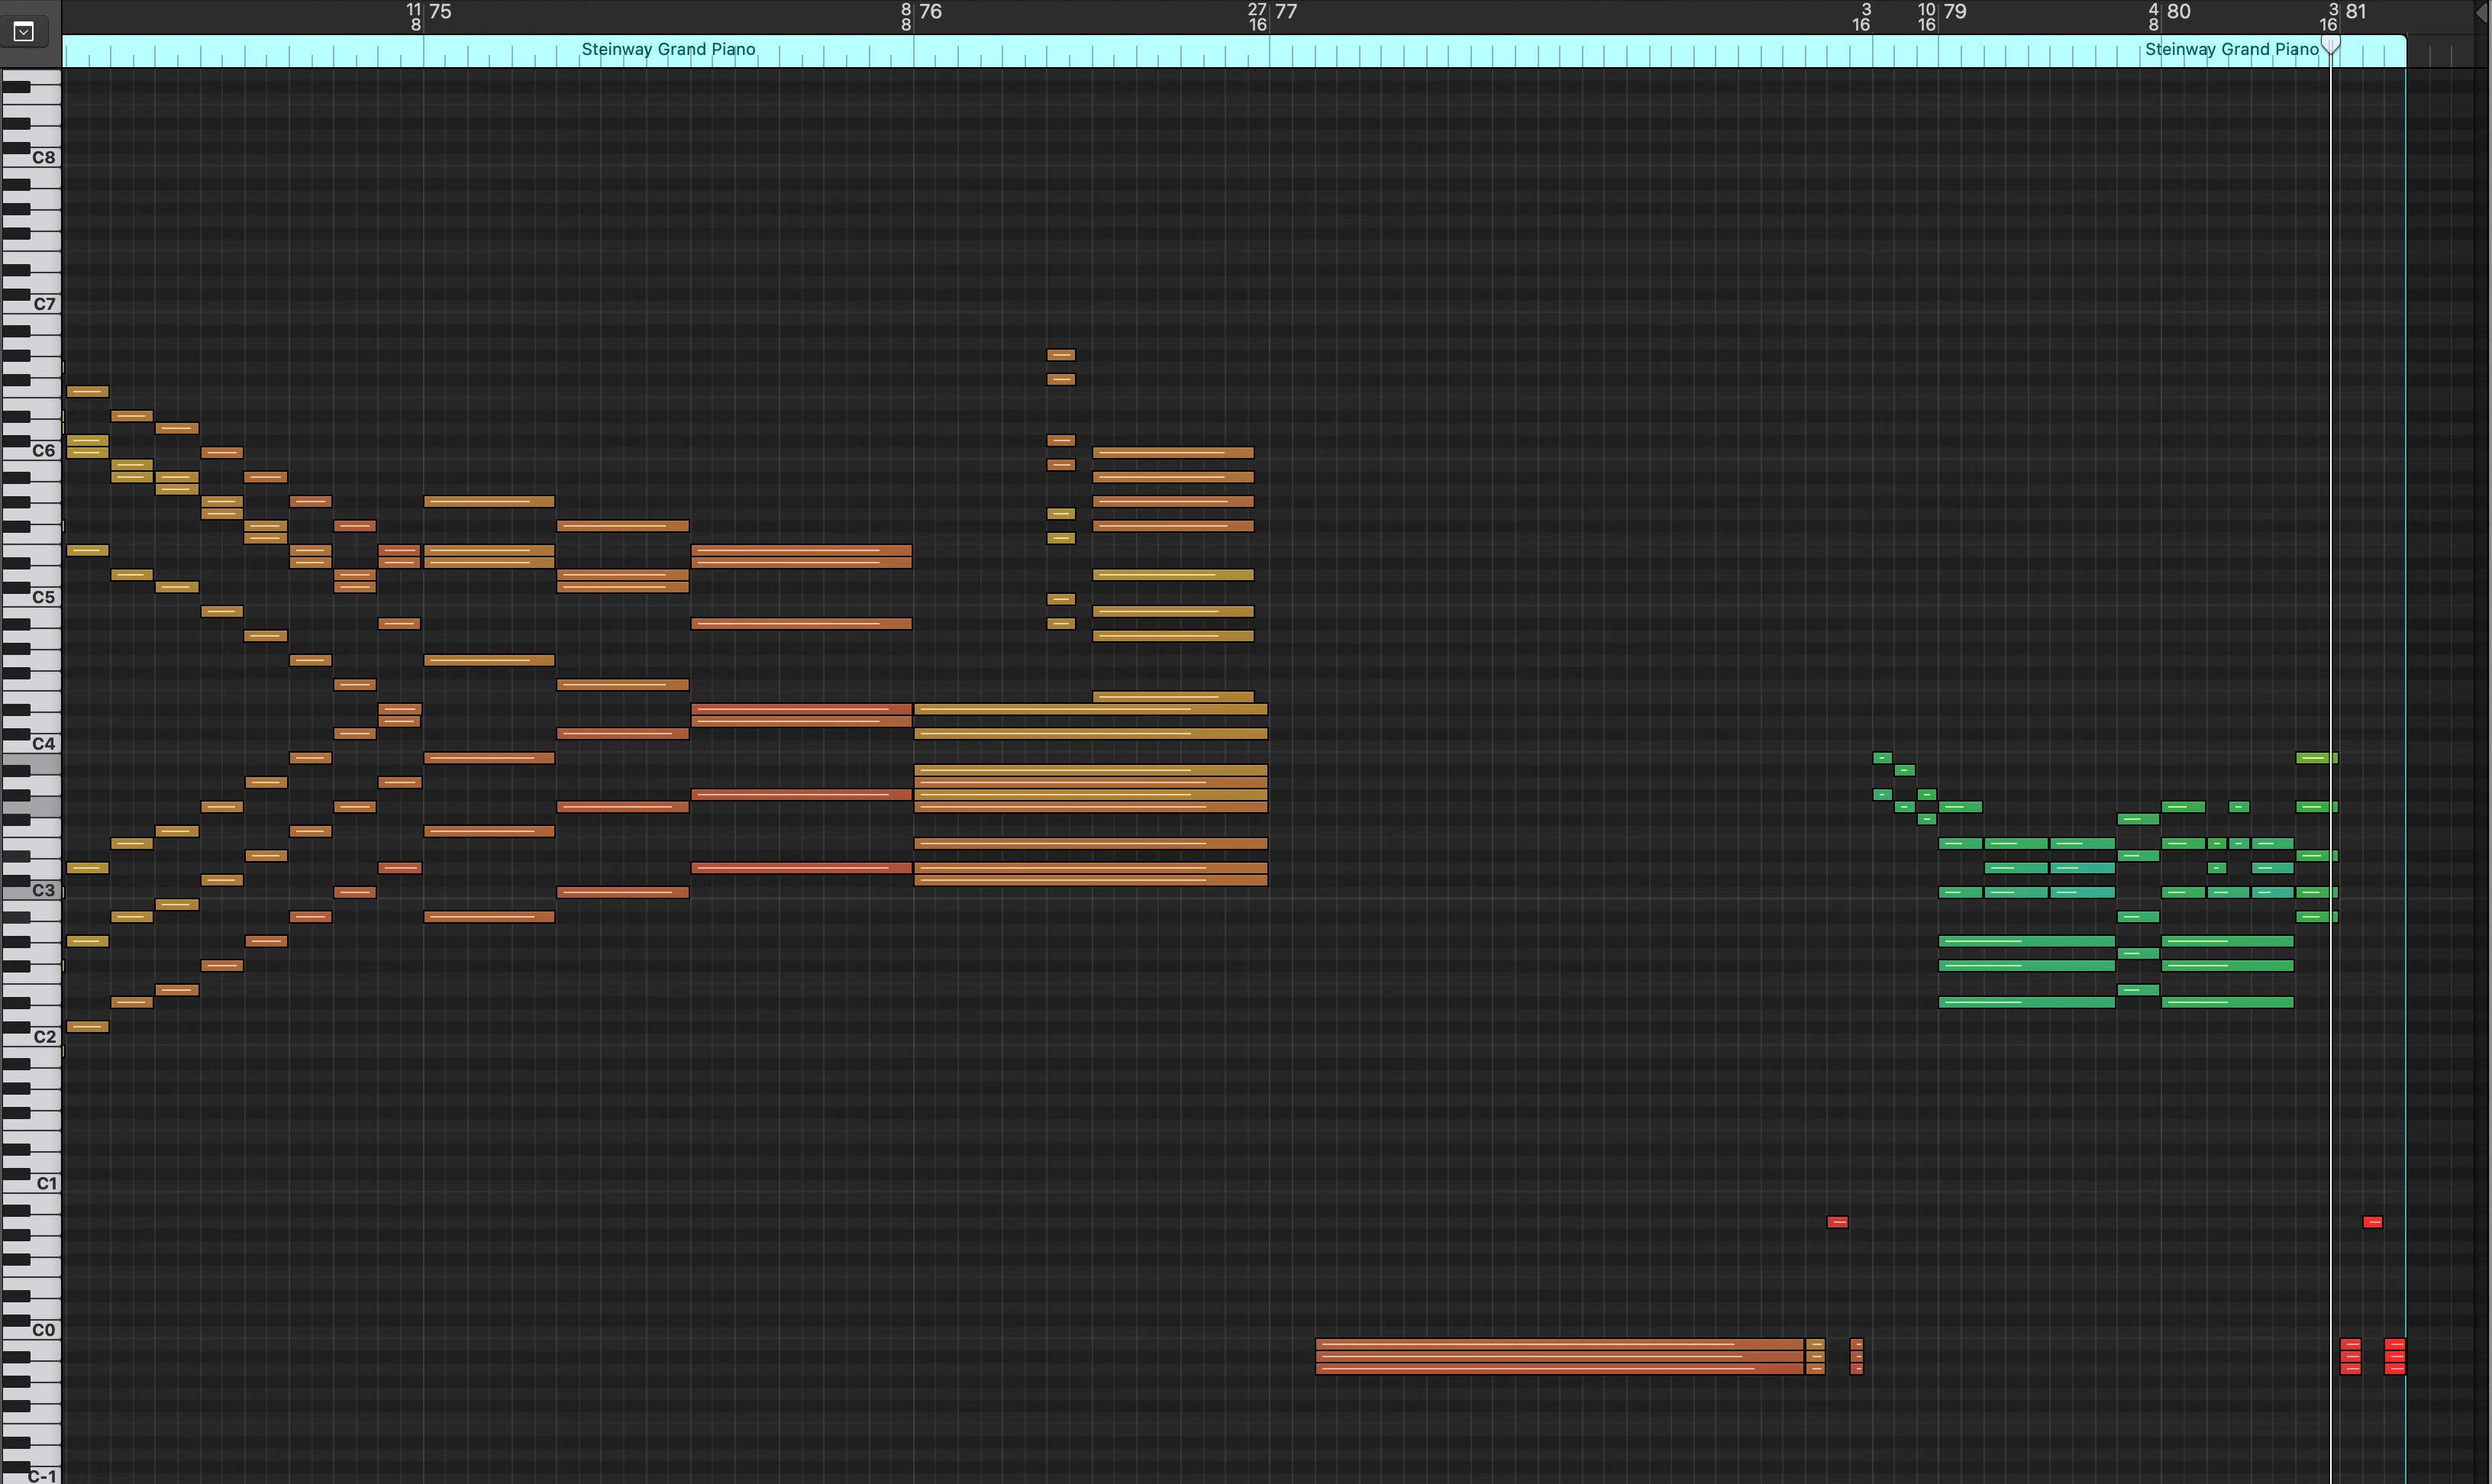 11/8 75 8/8 76 27/16 77 3/16 10/16 79 4/8 80 3/16 81
Steinway Grand Piano Steinway Grand Piano
C8
C7
C6
C5
C4
C3
C2
C1
C0
C-1